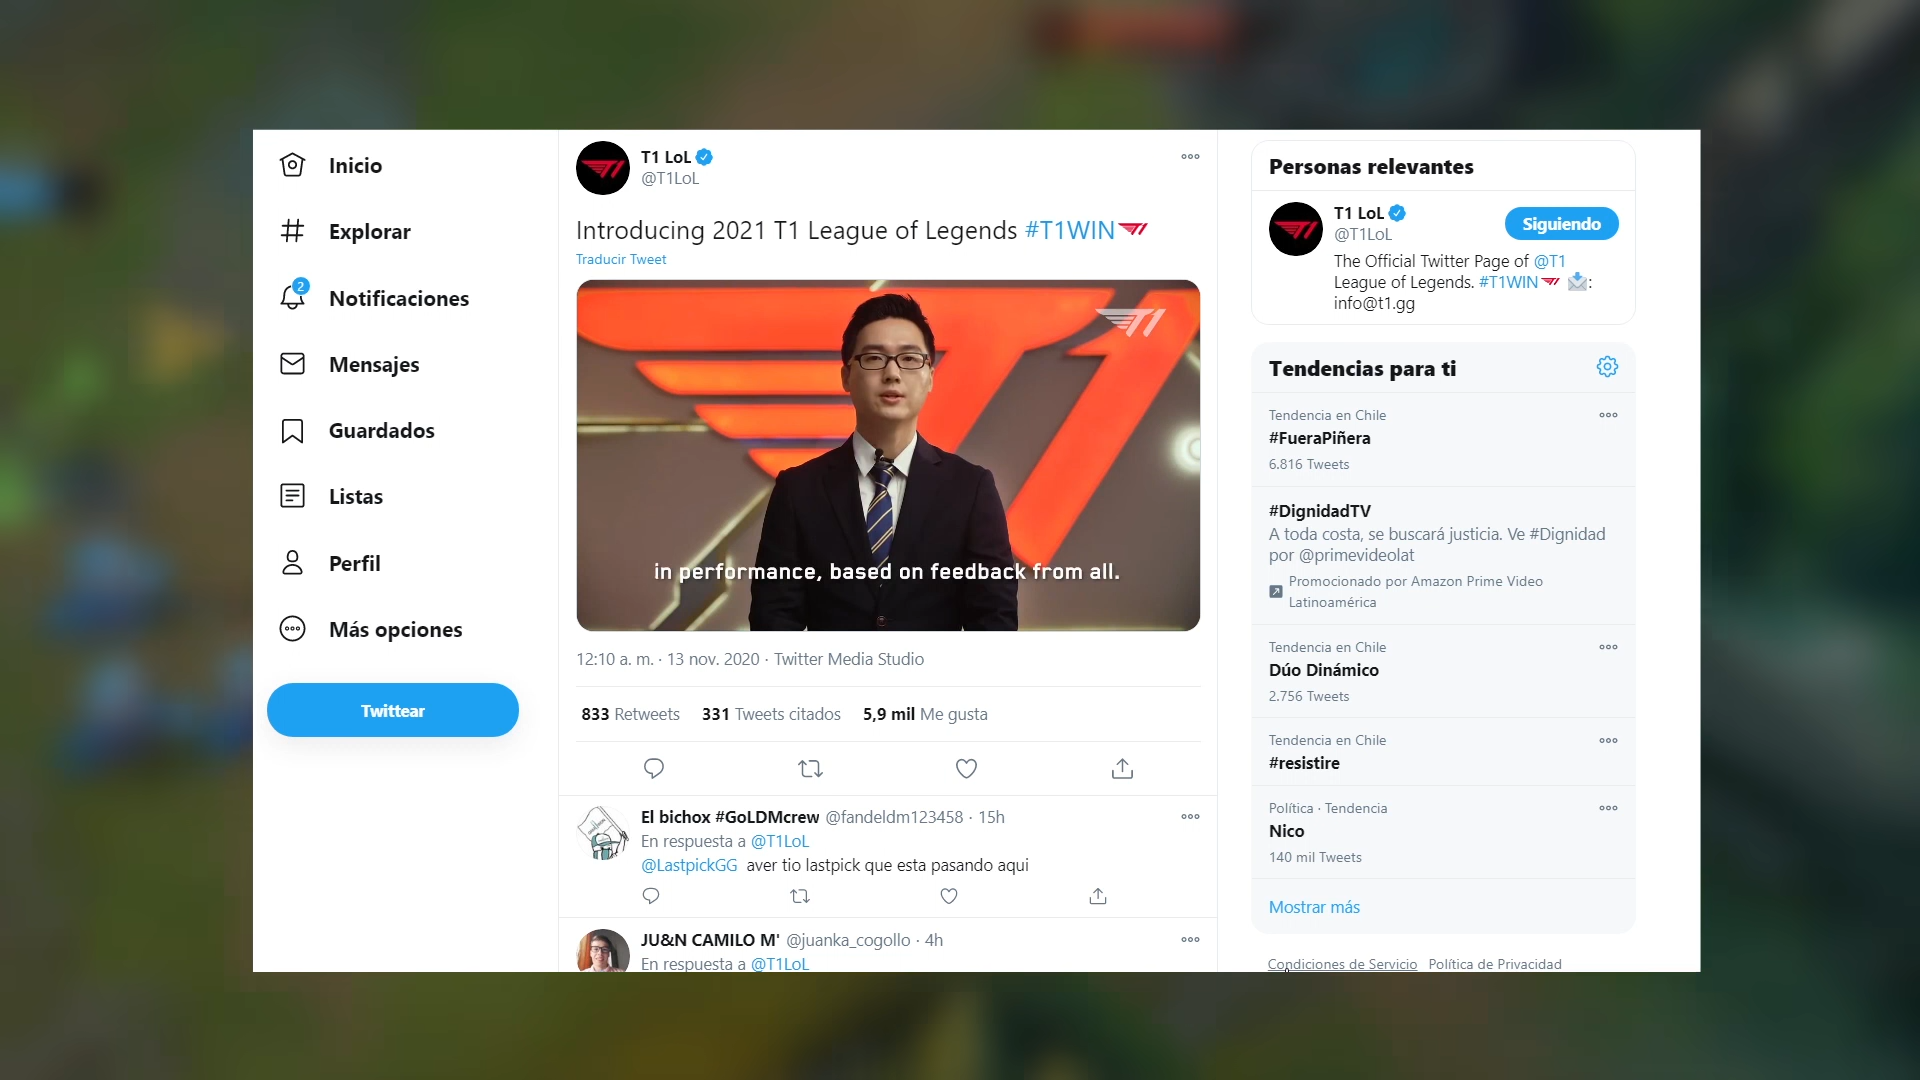 Inicio
Explorar
2
Notificaciones
Mensajes
Guardados
Listas
Perfil
Más opciones
Twittear
T1 LoL
@T1LoL
Introducing 2021 T1 League of Legends #T1WIN
Traducir Tweet
T1
in performance, based on feedback from all.
12:10 a. m. · 13 nov. 2020 · Twitter Media Studio
833 Retweets 331 Tweets citados 5,9 mil Me gusta
El bichox #GoLDMcrew @fandeldm123458 · 15h
En respuesta a @T1LoL
@LastpickGG aver tio lastpick que esta pasando aqui
JU&N CAMILO M' @juanka_cogollo · 4h
En respuesta a @T1LoL
Personas relevantes
T1 LoL
@T1LoL
Siguiendo
The Official Twitter Page of @T1
League of Legends. #T1WIN :
info@t1.gg
Tendencias para ti
Tendencia en Chile
#FueraPiñera
6.816 Tweets
#DignidadTV
A toda costa, se buscará justicia. Ve #Dignidad
por @primevideolat
Promocionado por Amazon Prime Video
Latinoamérica
Tendencia en Chile
Dúo Dinámico
2.756 Tweets
Tendencia en Chile
#resistire
Política · Tendencia
Nico
140 mil Tweets
Mostrar más
Condiciones de Servicio Política de Privacidad